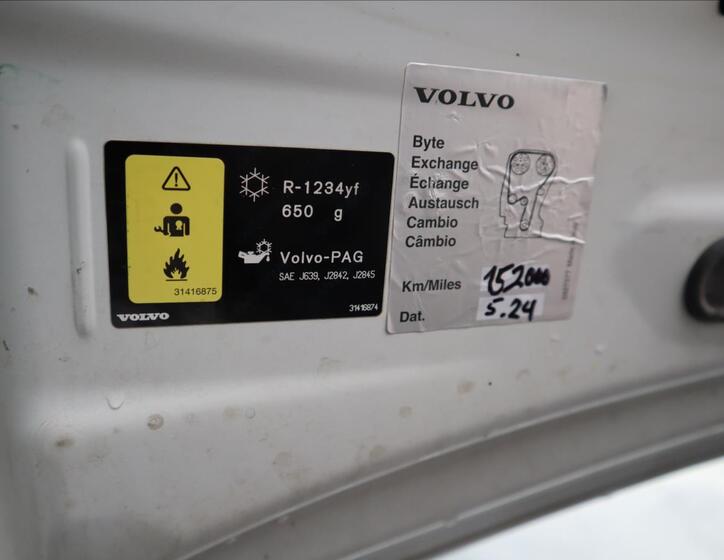 R-1234yf
650 g
Volvo-PAG
SAE J639, J2842, J2845
31416875
31416874
VOLVO
VOLVO
Byte
Exchange
Échange
Austausch
Cambio
Câmbio
Km/Miles 152000
Dat. 5.24